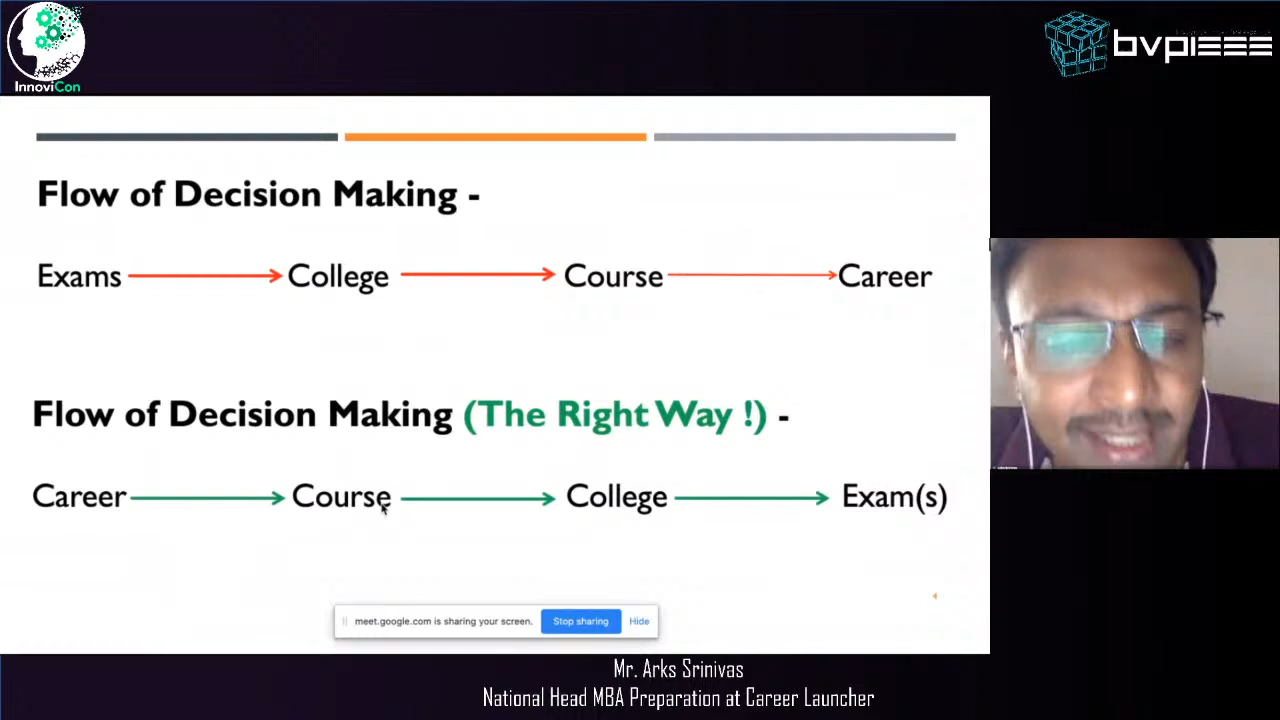 InnoviCon
bvpieee
Flow of Decision Making -
Exams College Course Career
Flow of Decision Making (The Right Way !) -
Career Course College Exam(s)
meet.google.com is sharing your screen. Stop sharing Hide
Mr. Arks Srinivas
National Head MBA Preparation at Career Launcher